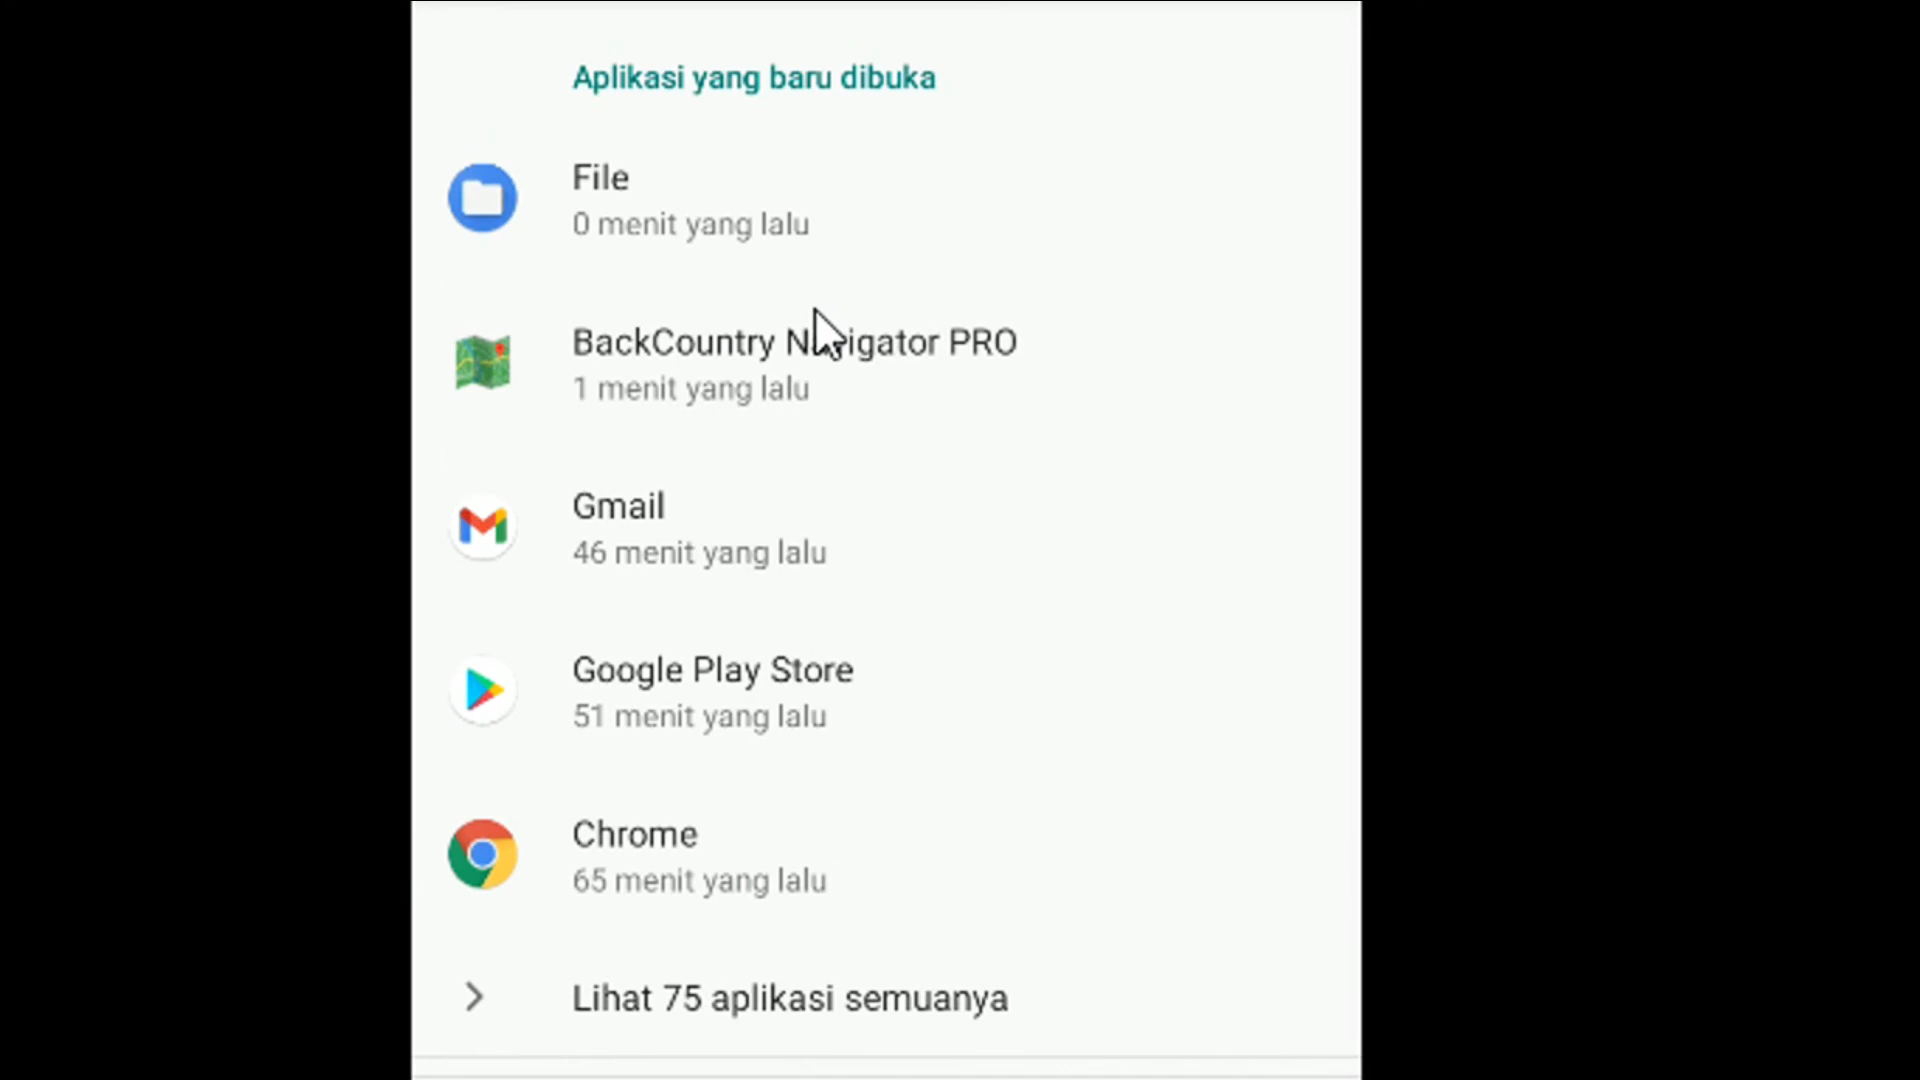 Aplikasi yang baru dibuka
File
0 menit yang lalu
BackCountry Navigator PRO
1 menit yang lalu
Gmail
46 menit yang lalu
Google Play Store
51 menit yang lalu
Chrome
65 menit yang lalu
Lihat 75 aplikasi semuanya